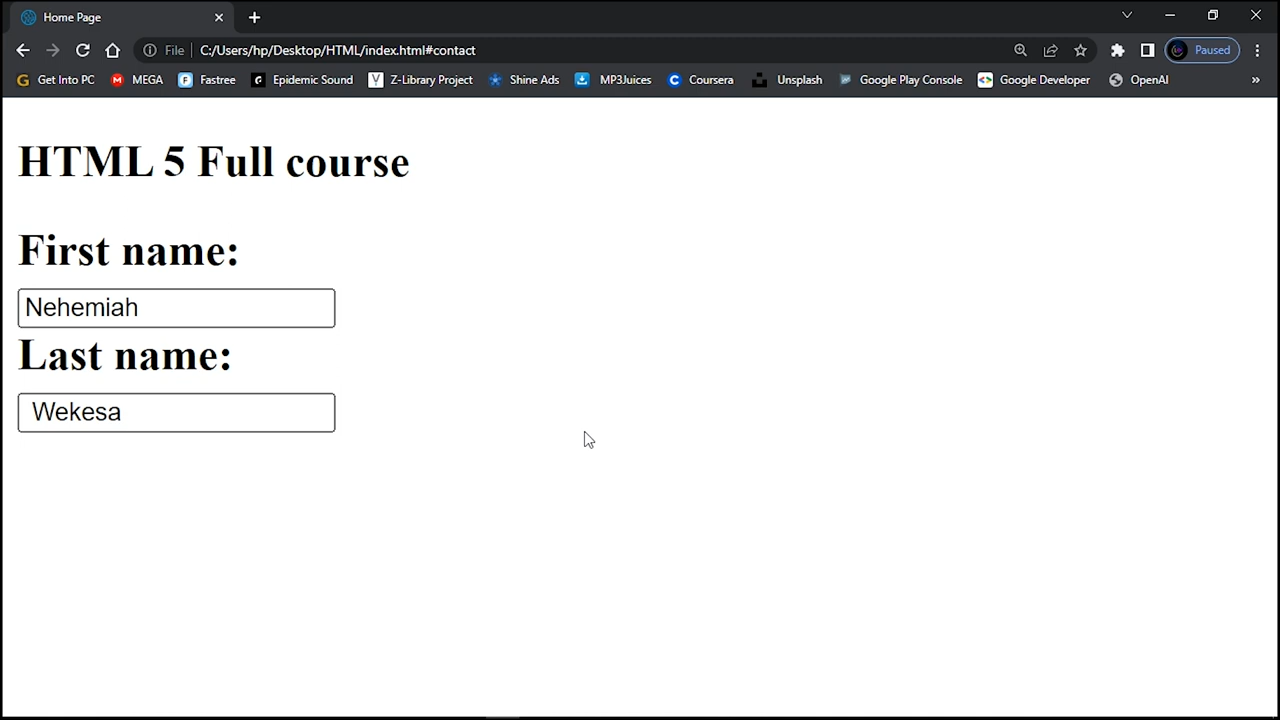 Home Page
File C:/Users/hp/Desktop/HTML/index.html#contact Paused
Get Into PC MEGA Fastree Epidemic Sound Z-Library Project Shine Ads MP3Juices Coursera Unsplash Google Play Console Google Developer OpenAI »
HTML 5 Full course
First name:
Nehemiah
Last name:
Wekesa